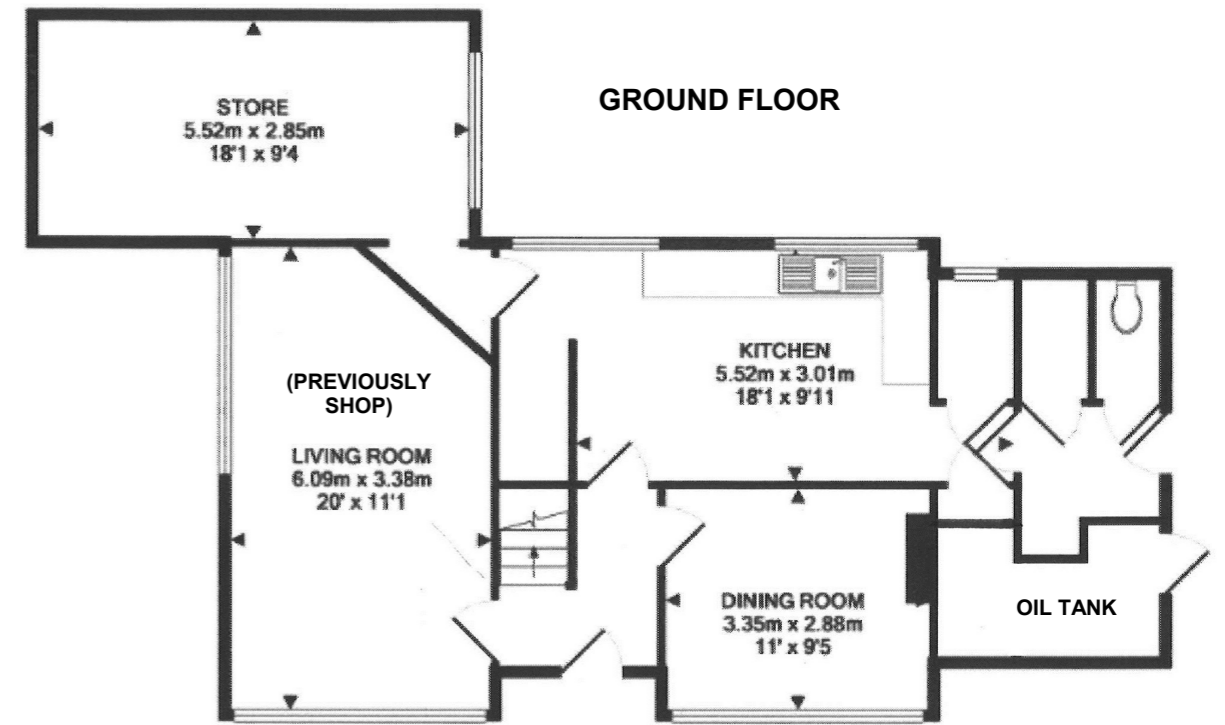 GROUND FLOOR
STORE
5.52m x 2.85m
18'1 x 9'4
KITCHEN
5.52m x 3.01m
18'1 x 9'11
(PREVIOUSLY
SHOP)
LIVING ROOM
6.09m x 3.38m
20' x 11'1
DINING ROOM
3.35m x 2.88m
11' x 9'5
OIL TANK